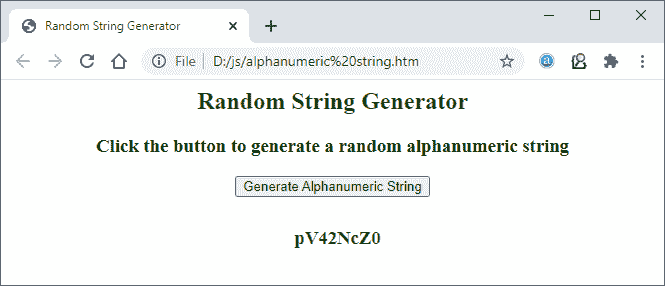 Random String Generator
File D:/js/alphanumeric%20string.htm
Random String Generator
Click the button to generate a random alphanumeric string
Generate Alphanumeric String
pV42NcZ0